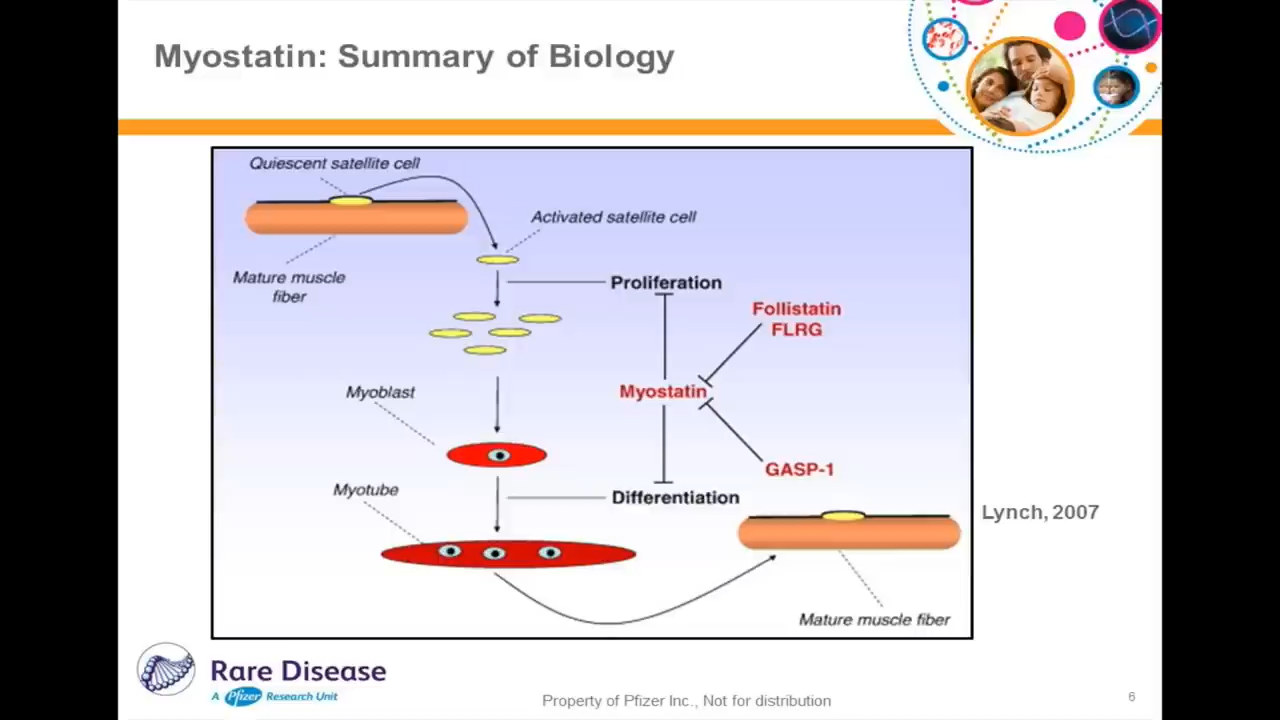 Myostatin: Summary of Biology
Quiescent satellite cell
Activated satellite cell
Mature muscle
fiber
Proliferation
Follistatin
FLRG
Myoblast
Myostatin
GASP-1
Myotube
Differentiation
Lynch, 2007
Mature muscle fiber
Rare Disease
A Pfizer Research Unit
Property of Pfizer Inc., Not for distribution
6